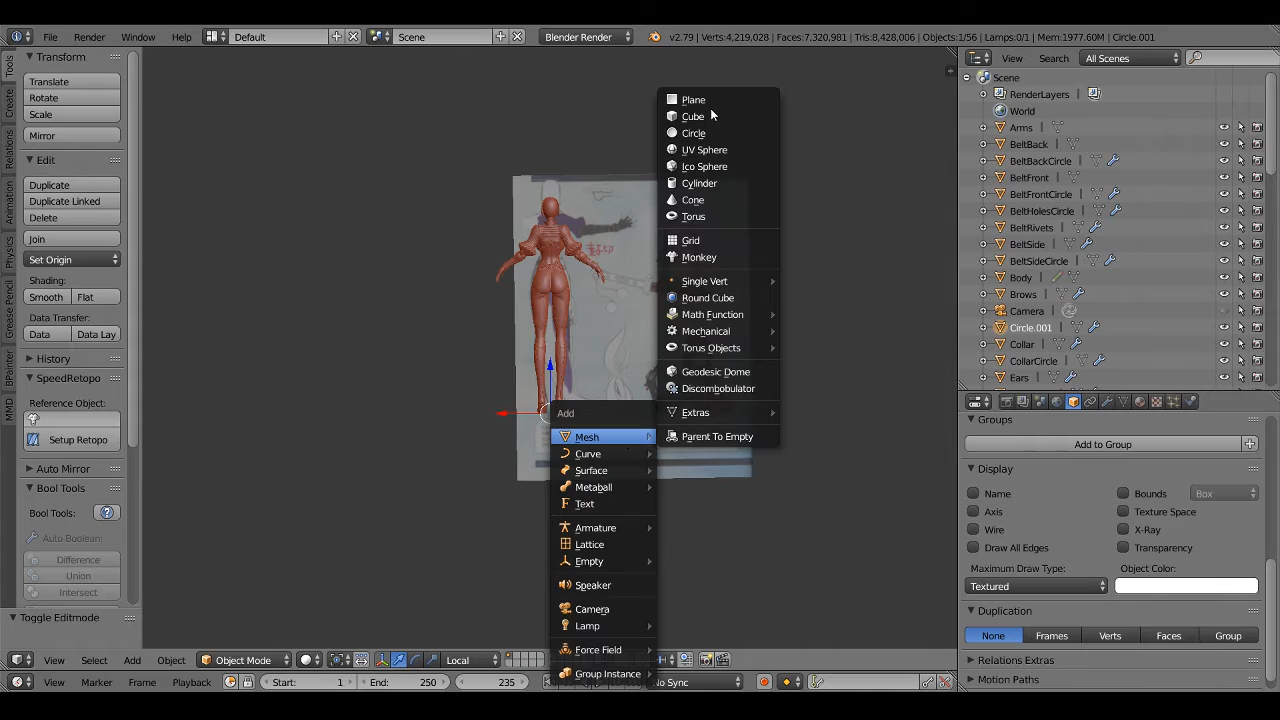 File Render Window Help Default Scene Blender Render v2.79 | Verts:4,219,028 | Faces:7,320,981 | Tris:8,428,006 | Objects:1/56 | Lamps:0/1 | Mem:1977.60M | Circle.001
Tools
Create
Relations
Animation
Physics
Grease Pencil
BPainter
MMD
Transform
Translate
Rotate
Scale
Mirror
Edit
Duplicate
Duplicate Linked
Delete
Join
Set Origin
Shading:
Smooth Flat
Data Transfer:
Data Data Lay
History
SpeedRetopo
Reference Object:
Setup Retopo
Auto Mirror
Bool Tools
Bool Tools:
Auto Boolean:
Difference
Union
Intersect
Toggle Editmode
Add
Mesh
Curve
Surface
Metaball
Text
Armature
Lattice
Empty
Speaker
Camera
Lamp
Force Field
Group Instance
Plane
Cube
Circle
UV Sphere
Ico Sphere
Cylinder
Cone
Torus
Grid
Monkey
Single Vert
Round Cube
Math Function
Mechanical
Torus Objects
Geodesic Dome
Discombobulator
Extras
Parent To Empty
View Search All Scenes
Scene
RenderLayers
World
Arms
BeltBack
BeltBackCircle
BeltFront
BeltFrontCircle
BeltHolesCircle
BeltRivets
BeltSide
BeltSideCircle
Body
Brows
Camera
Circle.001
Collar
CollarCircle
Ears
Groups
Add to Group
Display
Name Bounds Box
Axis Texture Space
Wire X-Ray
Draw All Edges Transparency
Maximum Draw Type: Object Color:
Textured
Duplication
None Frames Verts Faces Group
Relations Extras
Motion Paths
View Select Add Object Object Mode Local
View Marker Frame Playback Start: 1 End: 250 235 No Sync